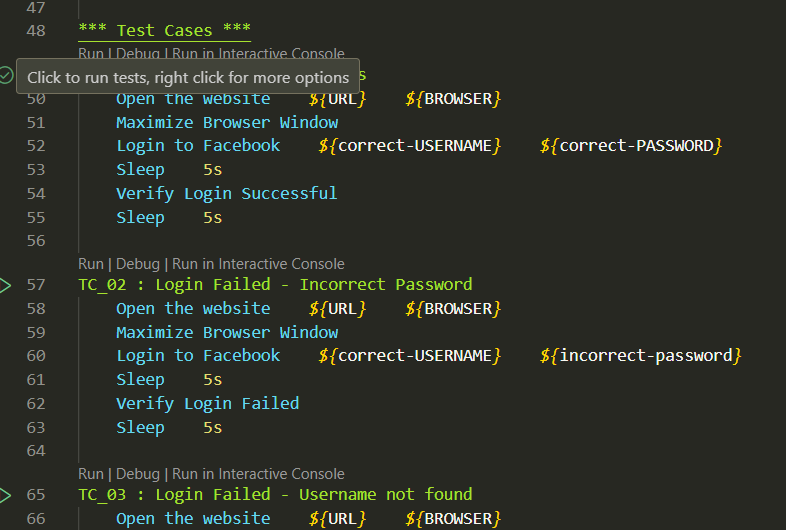 47
48 *** Test Cases ***
Run | Debug | Run in Interactive Console
Click to run tests, right click for more options
50 Open the website ${URL} ${BROWSER}
51 Maximize Browser Window
52 Login to Facebook ${correct-USERNAME} ${correct-PASSWORD}
53 Sleep 5s
54 Verify Login Successful
55 Sleep 5s
56
Run | Debug | Run in Interactive Console
57 TC_02 : Login Failed - Incorrect Password
58 Open the website ${URL} ${BROWSER}
59 Maximize Browser Window
60 Login to Facebook ${correct-USERNAME} ${incorrect-password}
61 Sleep 5s
62 Verify Login Failed
63 Sleep 5s
64
Run | Debug | Run in Interactive Console
65 TC_03 : Login Failed - Username not found
66 Open the website ${URL} ${BROWSER}